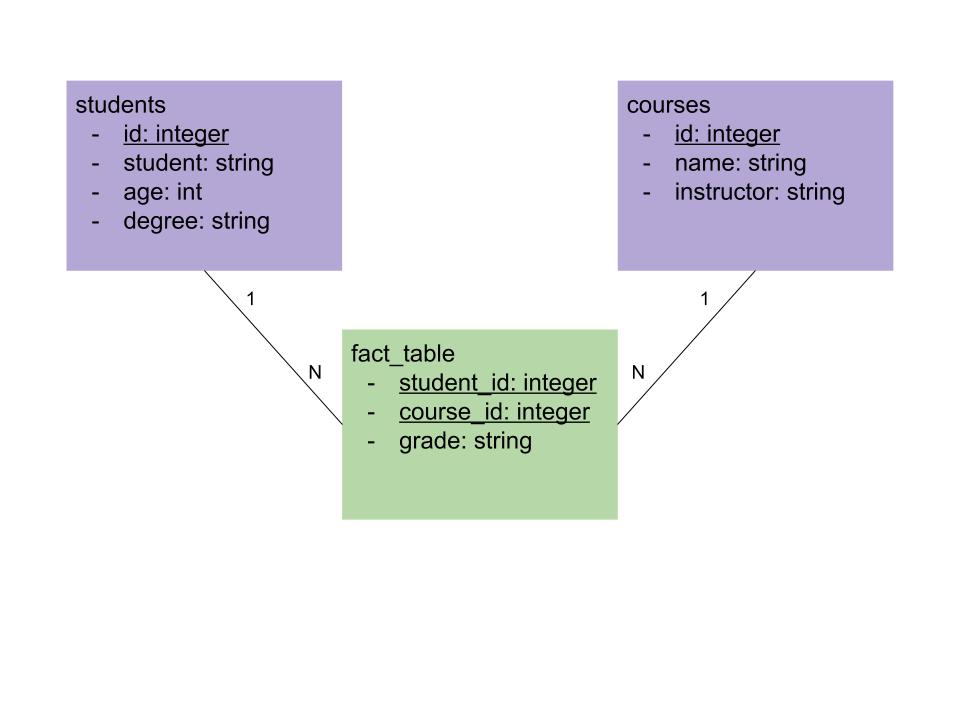 students
- id: integer
- student: string
- age: int
- degree: string
courses
- id: integer
- name: string
- instructor: string
1
1
N
N
fact_table
- student_id: integer
- course_id: integer
- grade: string